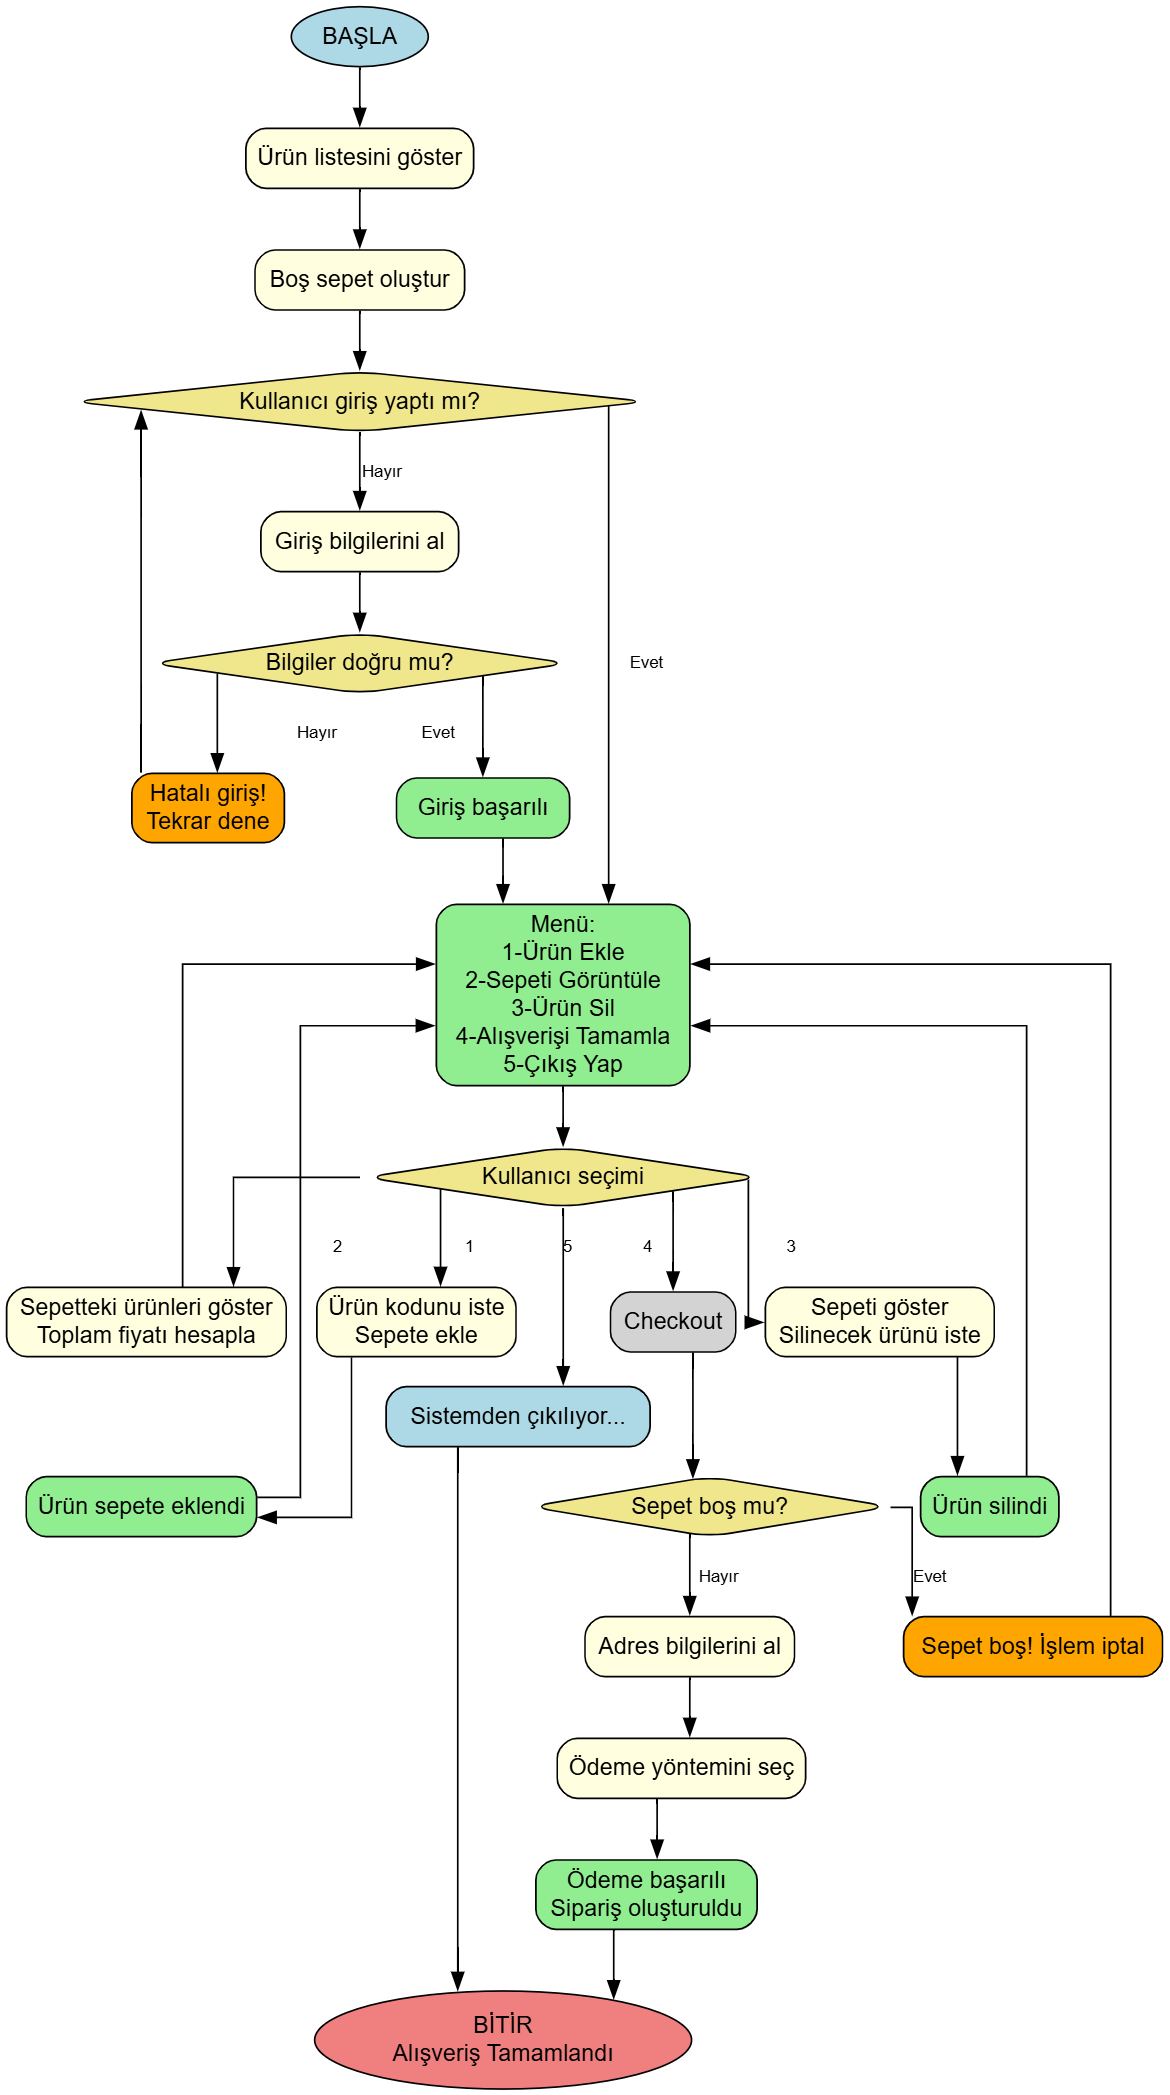 BAŞLA
Ürün listesini göster
Boş sepet oluştur
Kullanıcı giriş yaptı mı?
Hayır
Giriş bilgilerini al
Bilgiler doğru mu?
Evet
Hayır
Evet
Hatalı giriş!
Tekrar dene
Giriş başarılı
Menü:
1-Ürün Ekle
2-Sepeti Görüntüle
3-Ürün Sil
4-Alışverişi Tamamla
5-Çıkış Yap
Kullanıcı seçimi
2
1
5
4
3
Sepetteki ürünleri göster
Toplam fiyatı hesapla
Ürün kodunu iste
Sepete ekle
Checkout
Sepeti göster
Silinecek ürünü iste
Sistemden çıkılıyor...
Ürün sepete eklendi
Sepet boş mu?
Ürün silindi
Hayır
Evet
Adres bilgilerini al
Sepet boş! İşlem iptal
Ödeme yöntemini seç
Ödeme başarılı
Sipariş oluşturuldu
BİTİR
Alışveriş Tamamlandı